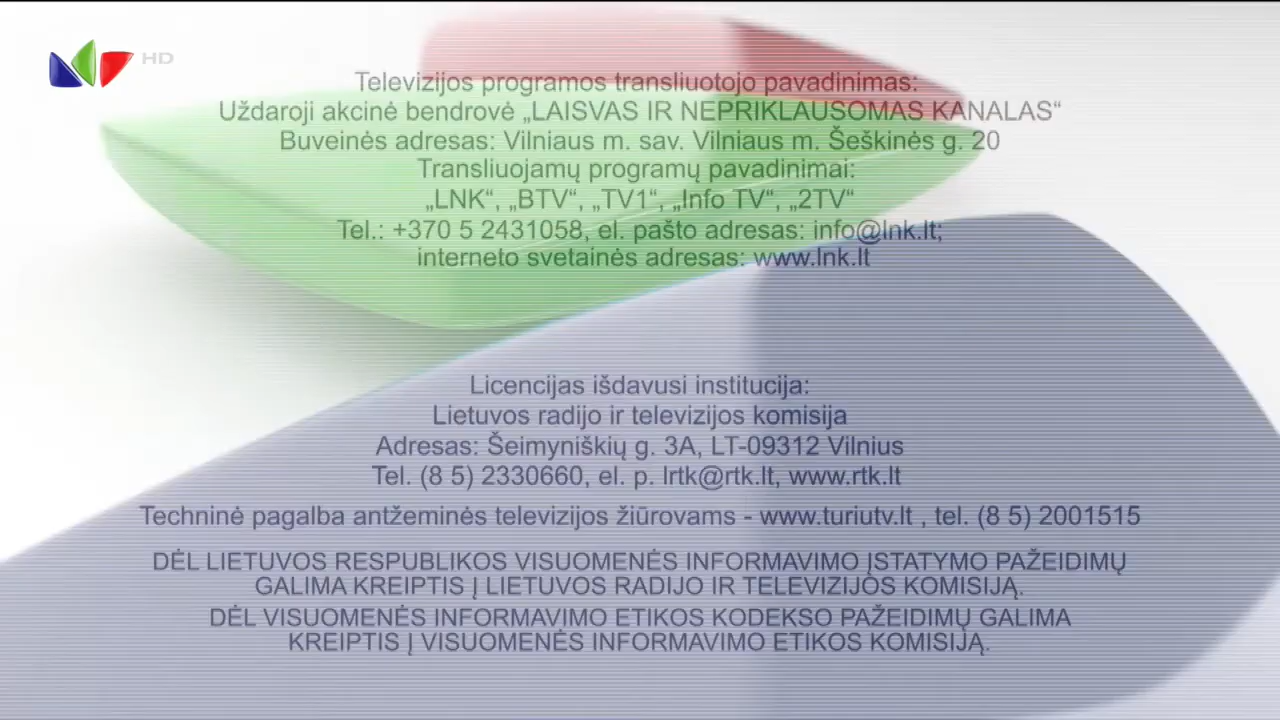 HD
Televizijos programos transliuotojo pavadinimas:
Uždaroji akcinė bendrovė „LAISVAS IR NEPRIKLAUSOMAS KANALAS“
Buveinės adresas: Vilniaus m. sav. Vilniaus m. Šeškinės g. 20
Transliuojamų programų pavadinimai:
„LNK“, „BTV“, „TV1“, „Info TV“, „2TV“
Tel.: +370 5 2431058, el. pašto adresas: info@lnk.lt;
interneto svetainės adresas: www.lnk.lt
Licencijas išdavusi institucija:
Lietuvos radijo ir televizijos komisija
Adresas: Šeimyniškių g. 3A, LT-09312 Vilnius
Tel. (8 5) 2330660, el. p. lrtk@rtk.lt, www.rtk.lt
Techninė pagalba antžeminės televizijos žiūrovams - www.turiutv.lt , tel. (8 5) 2001515
DĖL LIETUVOS RESPUBLIKOS VISUOMENĖS INFORMAVIMO ĮSTATYMO PAŽEIDIMŲ
GALIMA KREIPTIS Į LIETUVOS RADIJO IR TELEVIZIJOS KOMISIJĄ.
DĖL VISUOMENĖS INFORMAVIMO ETIKOS KODEKSO PAŽEIDIMŲ GALIMA
KREIPTIS Į VISUOMENĖS INFORMAVIMO ETIKOS KOMISIJĄ.